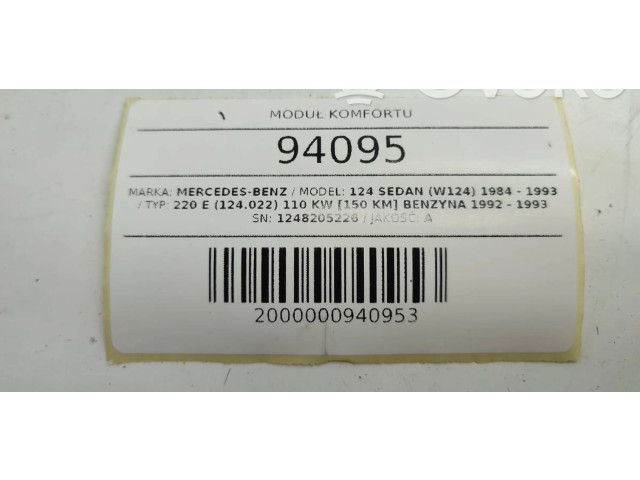 MODUŁ KOMFORTU
94095
MARKA: MERCEDES-BENZ / MODEL: 124 SEDAN (W124) 1984 - 1993
/ TYP: 220 E (124.022) 110 KW [150 KM] BENZYNA 1992 - 1993
SN: 1248205226 / JAKOŚĆ: A
2000000940953